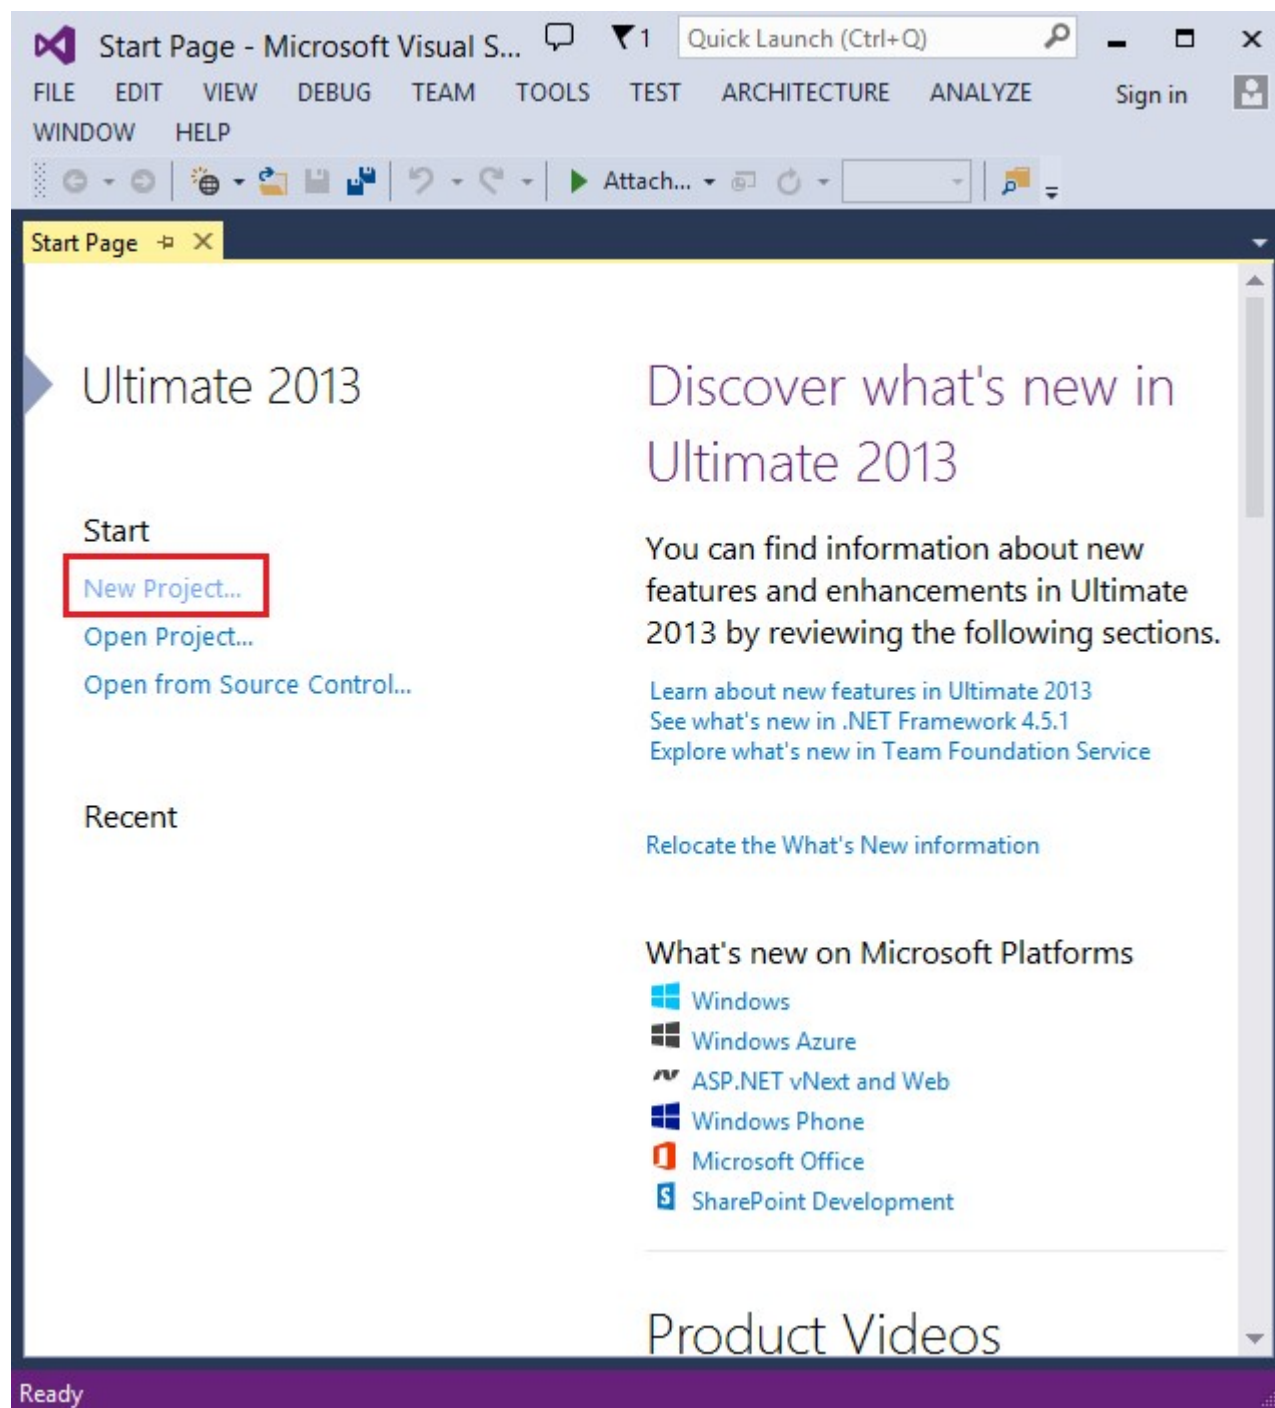 Start Page - Microsoft Visual S...
1
Quick Launch (Ctrl+Q)
FILE EDIT VIEW DEBUG TEAM TOOLS TEST ARCHITECTURE ANALYZE Sign in
WINDOW HELP
Attach...
Start Page
Ultimate 2013
Start
New Project...
Open Project...
Open from Source Control...
Recent
Discover what's new in
Ultimate 2013
You can find information about new
features and enhancements in Ultimate
2013 by reviewing the following sections.
Learn about new features in Ultimate 2013
See what's new in .NET Framework 4.5.1
Explore what's new in Team Foundation Service
Relocate the What's New information
What's new on Microsoft Platforms
Windows
Windows Azure
ASP.NET vNext and Web
Windows Phone
Microsoft Office
SharePoint Development
Product Videos
Ready